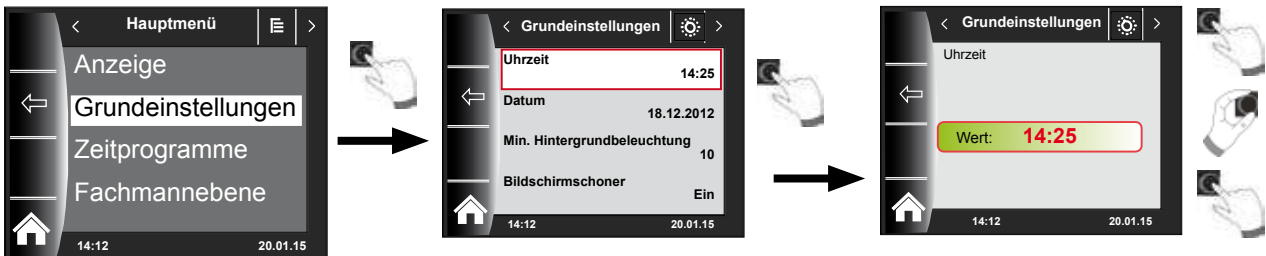 Hauptmenü
Anzeige
Grundeinstellungen
Zeitprogramme
Fachmannebene
14:12 20.01.15
Grundeinstellungen
Uhrzeit
14:25
Datum
18.12.2012
Min. Hintergrundbeleuchtung
10
Bildschirmschoner
Ein
14:12 20.01.15
Grundeinstellungen
Uhrzeit
Wert: 14:25
14:12 20.01.15